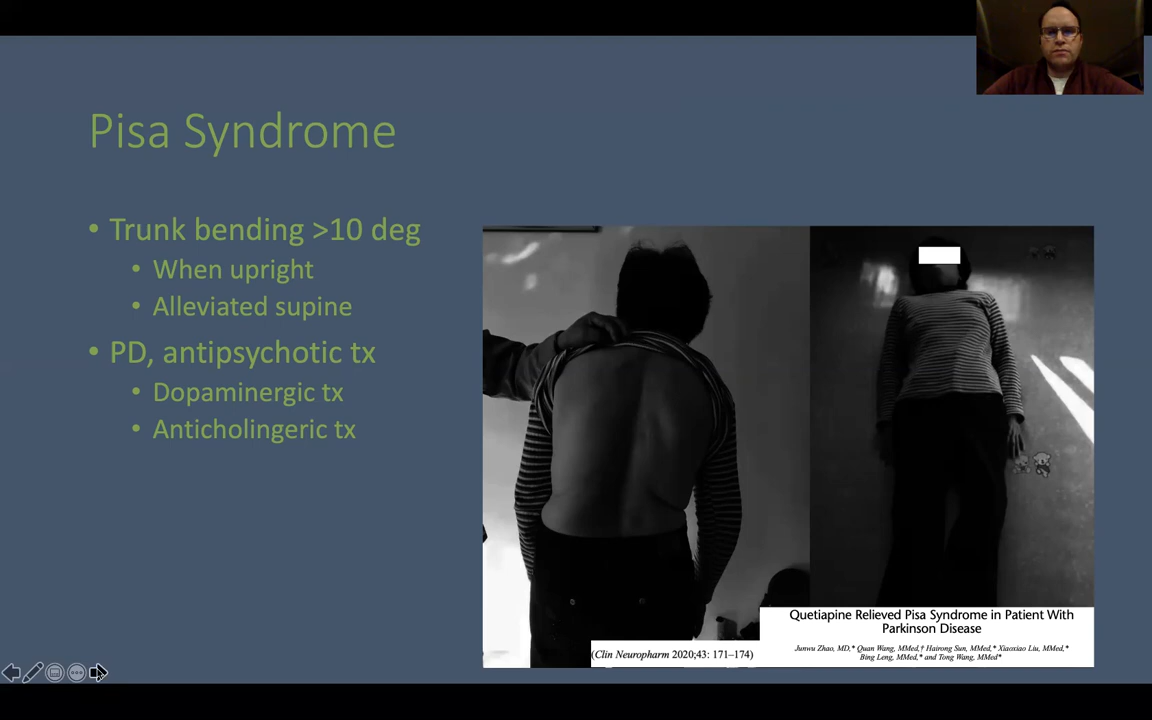 Pisa Syndrome
• Trunk bending >10 deg
• When upright
• Alleviated supine
• PD, antipsychotic tx
• Dopaminergic tx
• Anticholingeric tx
Quetiapine Relieved Pisa Syndrome in Patient With
Parkinson Disease
Junwu Zhao, MD,* Quan Wang, MMed,† Hairong Sun, MMed,* Xiaoxiao Liu, MMed,*
Bing Leng, MMed,* and Tong Wang, MMed*
(Clin Neuropharm 2020;43: 171–174)